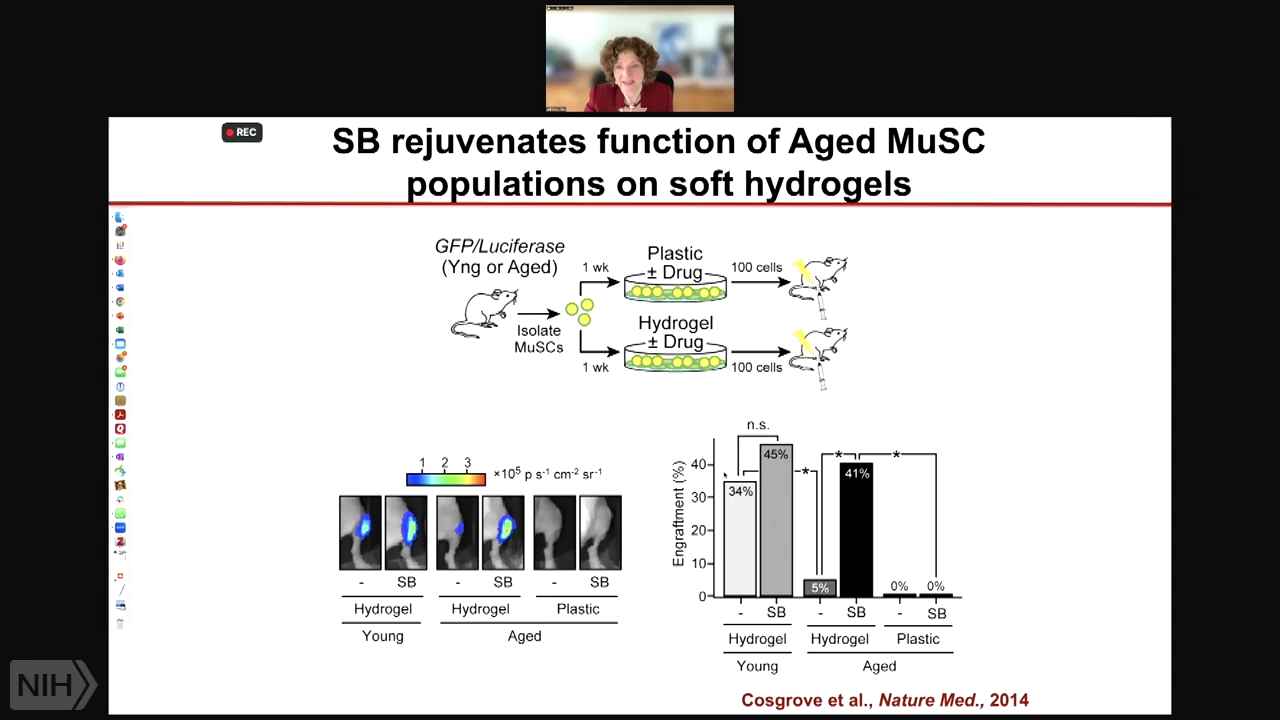 REC
SB rejuvenates function of Aged MuSC
populations on soft hydrogels
GFP/Luciferase
(Yng or Aged)
Isolate
MuSCs
1 wk
Plastic
± Drug
100 cells
Hydrogel
± Drug
1 wk
100 cells
1 2 3
×10⁵ p s⁻¹ cm⁻² sr⁻¹
- SB - SB - SB
Hydrogel Hydrogel Plastic
Young Aged
n.s.
* * *
Engraftment (%)
40
30
20
10
0
34% 45% 5% 41% 0% 0%
- SB - SB - SB
Hydrogel Hydrogel Plastic
Young Aged
Cosgrove et al., Nature Med., 2014
NIH